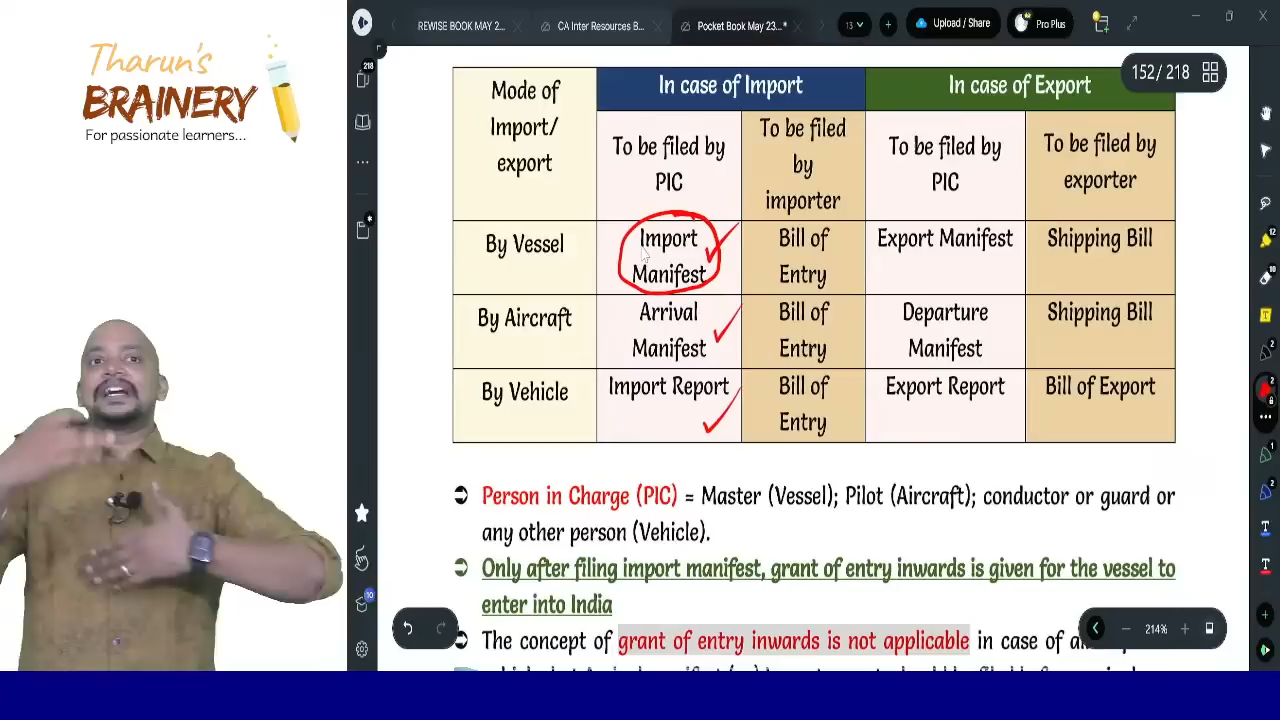 Tharun's
BRAINERY
For passionate learners...
REWISE BOOK MAY 2...
CA Inter Resources B...
Pocket Book May 23...*
13
Upload / Share
Pro Plus
218
152/ 218
Mode of
Import/
export
In case of Import
In case of Export
To be filed by
PIC
To be filed
by
importer
To be filed by
PIC
To be filed by
exporter
By Vessel
Import
Manifest
Bill of
Entry
Export Manifest
Shipping Bill
By Aircraft
Arrival
Manifest
Bill of
Entry
Departure
Manifest
Shipping Bill
By Vehicle
Import Report
Bill of
Entry
Export Report
Bill of Export
Person in Charge (PIC) = Master (Vessel); Pilot (Aircraft); conductor or guard or
any other person (Vehicle).
Only after filing import manifest, grant of entry inwards is given for the vessel to
enter into India
The concept of grant of entry inwards is not applicable in case of
214%